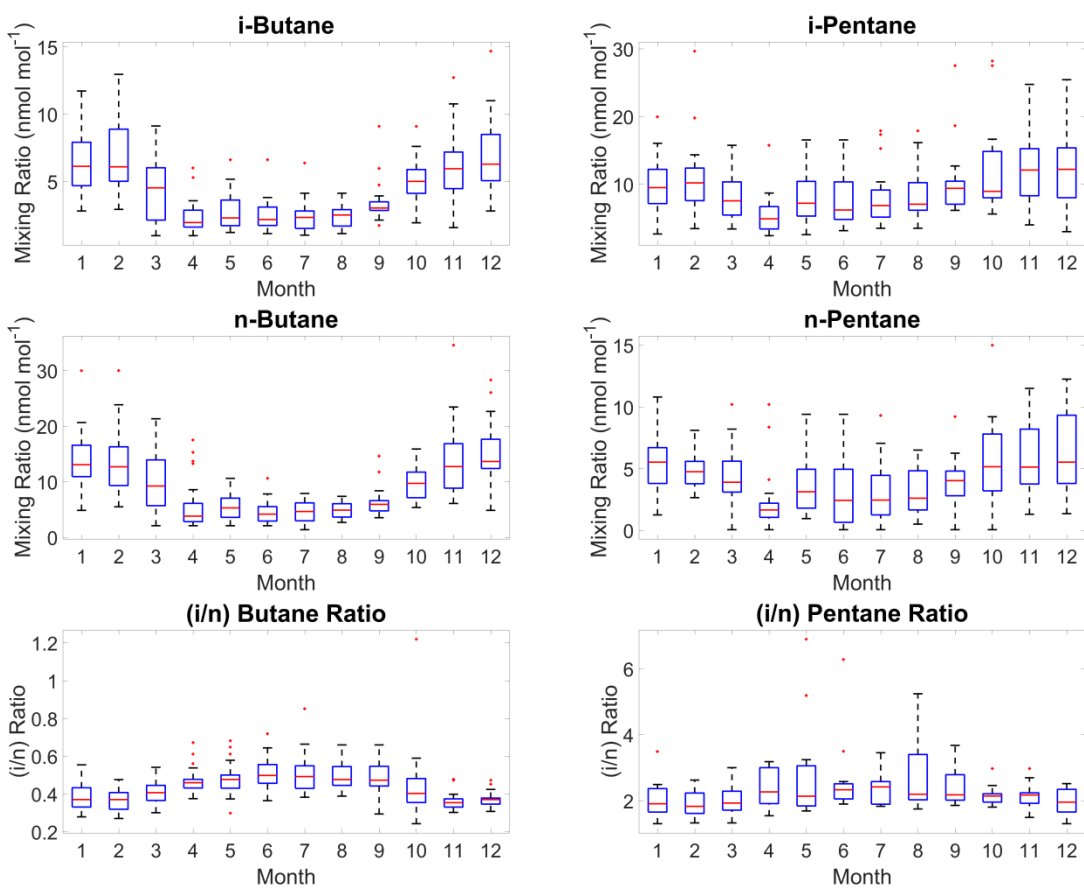 i-Butane
Mixing Ratio (nmol mol⁻¹)
15
10
5
1 2 3 4 5 6 7 8 9 10 11 12
Month
i-Pentane
Mixing Ratio (nmol mol⁻¹)
30
20
10
1 2 3 4 5 6 7 8 9 10 11 12
Month
n-Butane
Mixing Ratio (nmol mol⁻¹)
30
20
10
0
1 2 3 4 5 6 7 8 9 10 11 12
Month
n-Pentane
Mixing Ratio (nmol mol⁻¹)
15
10
5
0
1 2 3 4 5 6 7 8 9 10 11 12
Month
(i/n) Butane Ratio
(i/n) Ratio
1.2
1
0.8
0.6
0.4
0.2
1 2 3 4 5 6 7 8 9 10 11 12
Month
(i/n) Pentane Ratio
(i/n) Ratio
6
4
2
1 2 3 4 5 6 7 8 9 10 11 12
Month